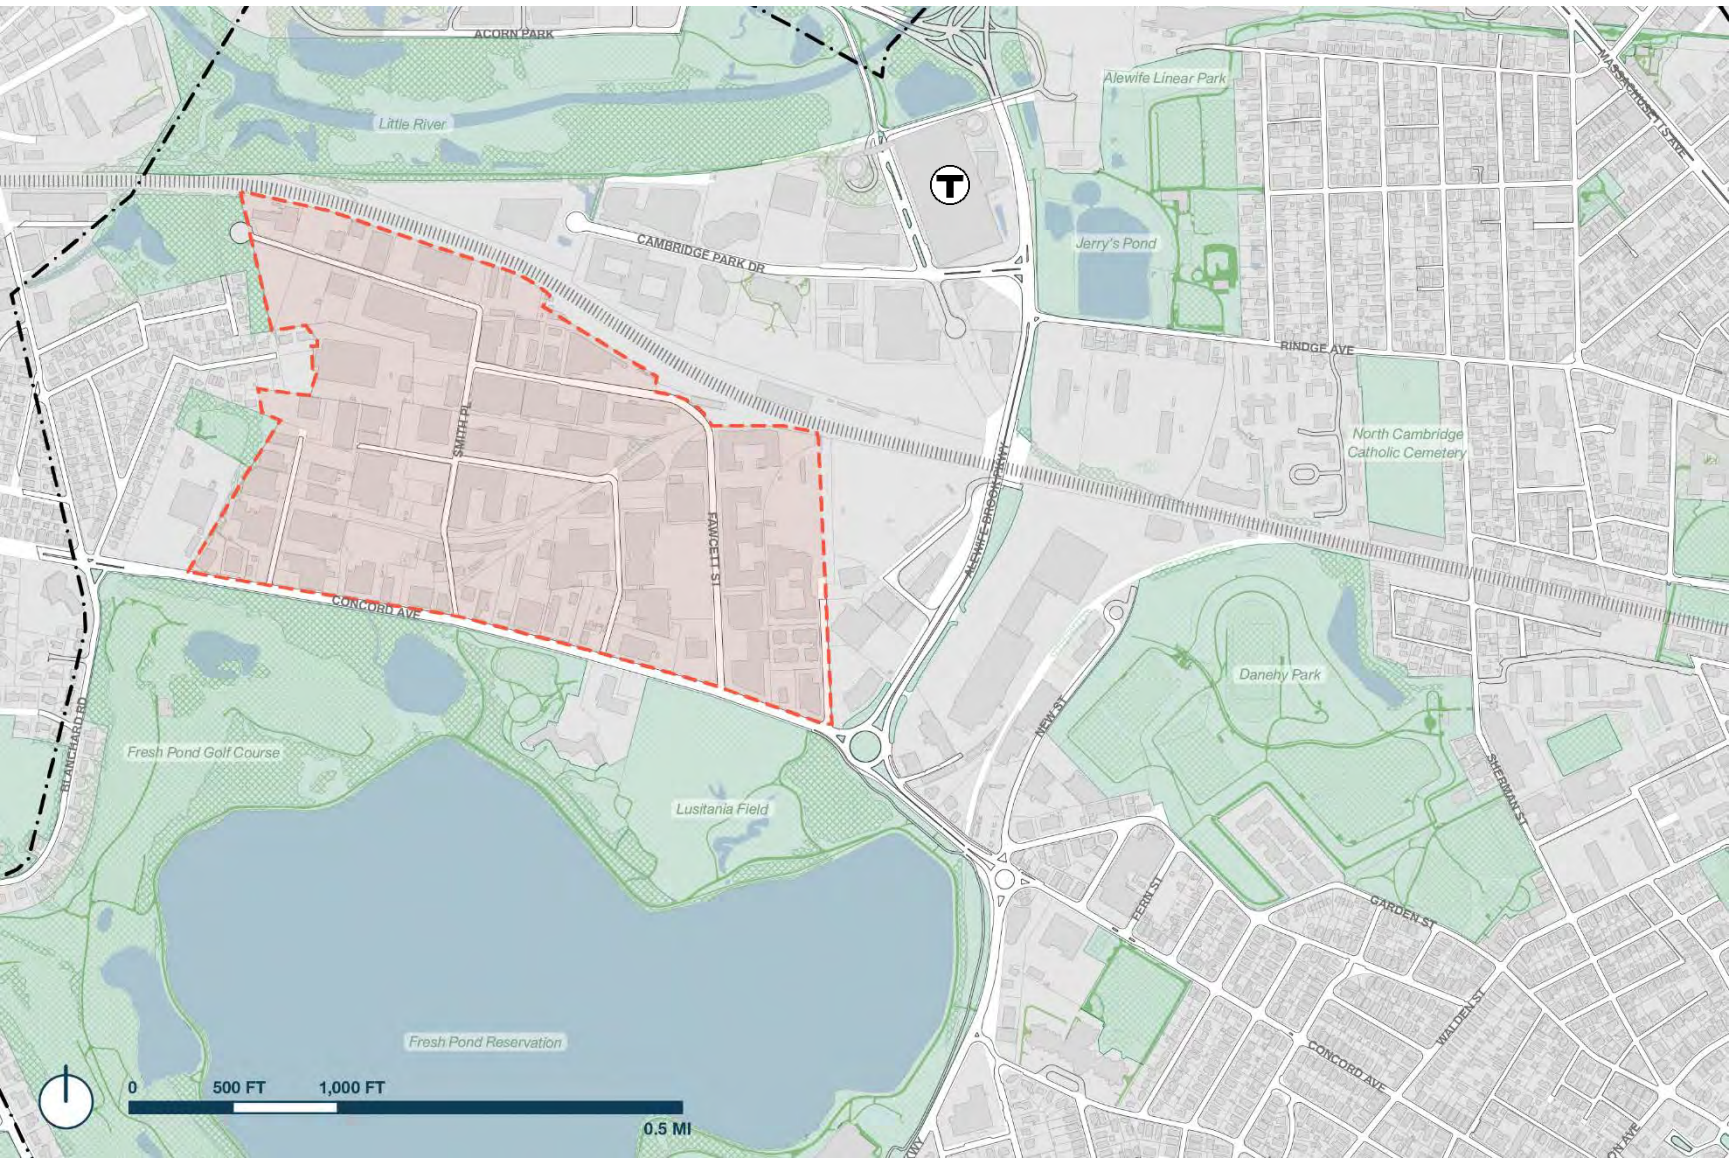 ACORN PARK
Alewife Linear Park
MASSACHUSETTS AVE
Little River
T
CAMBRIDGE PARK DR
Jerry's Pond
RINDGE AVE
SMITH PL
North Cambridge
Catholic Cemetery
ALEWIFE BROOK PKWY
FAWCETT ST
CONCORD AVE
Danehy Park
BLANCHARD RD
NEW ST
Fresh Pond Golf Course
SHERMAN ST
Lusitania Field
FERN ST
GARDEN ST
WALDEN ST
Fresh Pond Reservation
CONCORD AVE
0 500 FT 1,000 FT
0.5 MI